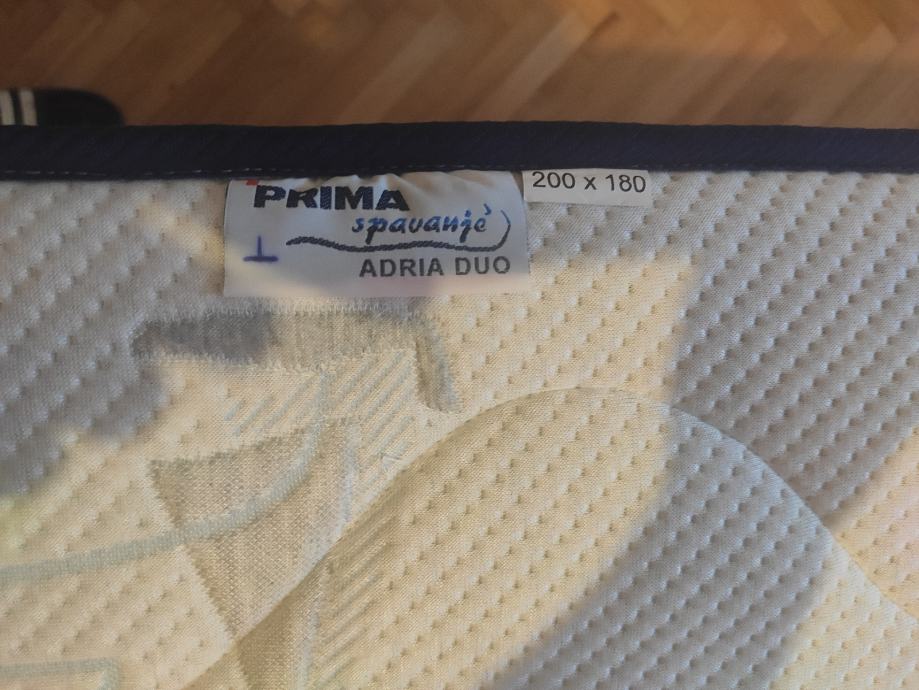 PRIMA
spavanje
ADRIA DUO
200 x 180